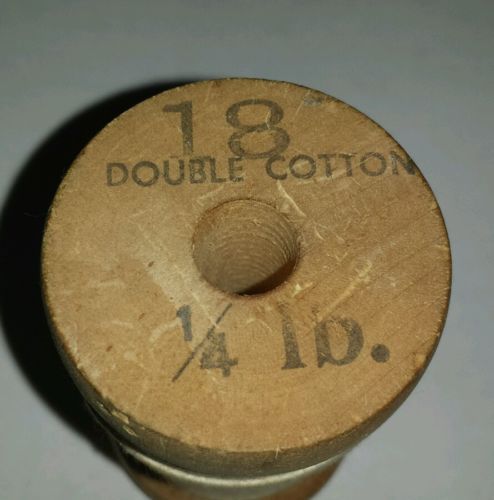 18
DOUBLE COTTON
1/4 lb.